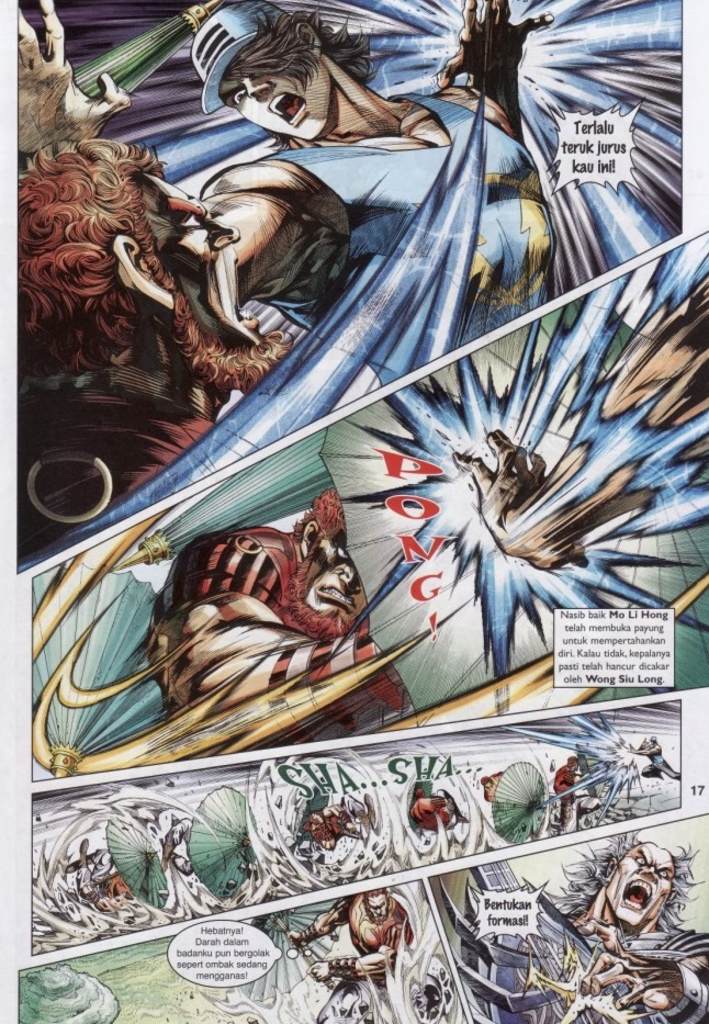 Terlalu
teruk jurus
kau ini!
PONG!
Nasib baik Mo Li Hong
telah membuka payung
untuk mempertahankan
diri. Kalau tidak, kepalanya
pasti telah hancur dicakar
oleh Wong Siu Long.
SHA...SHA...
17
Hebatnya!
Darah dalam
badanku pun bergolak
seperti ombak sedang
mengganas!
Bentukan
formasi!